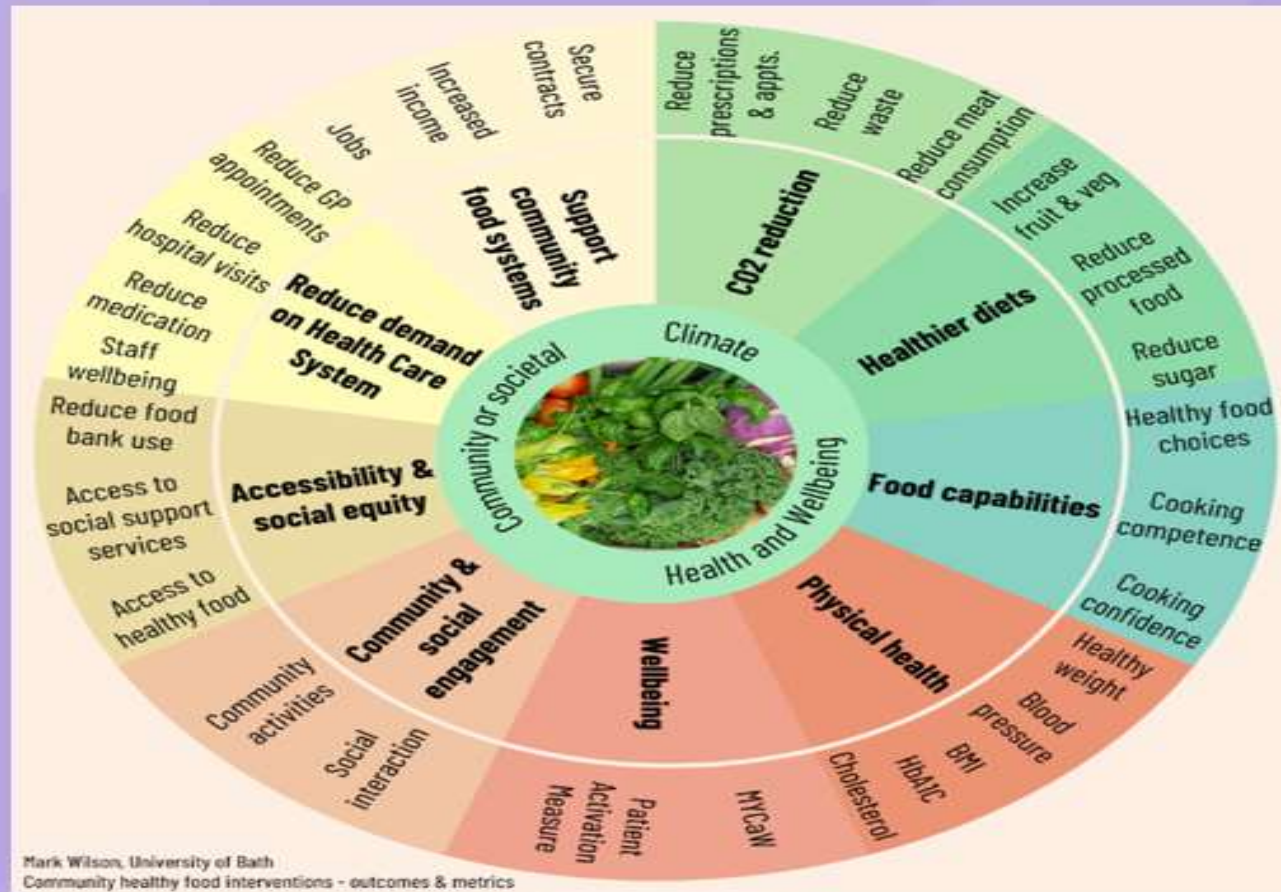 Climate
Health and Wellbeing
Community or societal
CO2 reduction
Reduce
prescriptions
& appts.
Reduce
waste
Reduce meat
consumption
Healthier diets
Increase
fruit & veg
Reduce
processed
food
Reduce
sugar
Food capabilities
Healthy food
choices
Cooking
competence
Cooking
confidence
Physical health
Healthy
weight
Blood
pressure
BMI
HbA1C
Cholesterol
Wellbeing
MYCaW
Patient
Activation
Measure
Community &
social
engagement
Social
interaction
Community
activities
Accessibility &
social equity
Access to
healthy food
Access to
social support
services
Reduce food
bank use
Reduce demand
on Health Care
System
Staff
wellbeing
Reduce
medication
Reduce
hospital visits
Reduce GP
appointments
Support
community
food systems
Jobs
Increased
income
Secure
contracts
Mark Wilson, University of Bath
Community healthy food interventions - outcomes & metrics